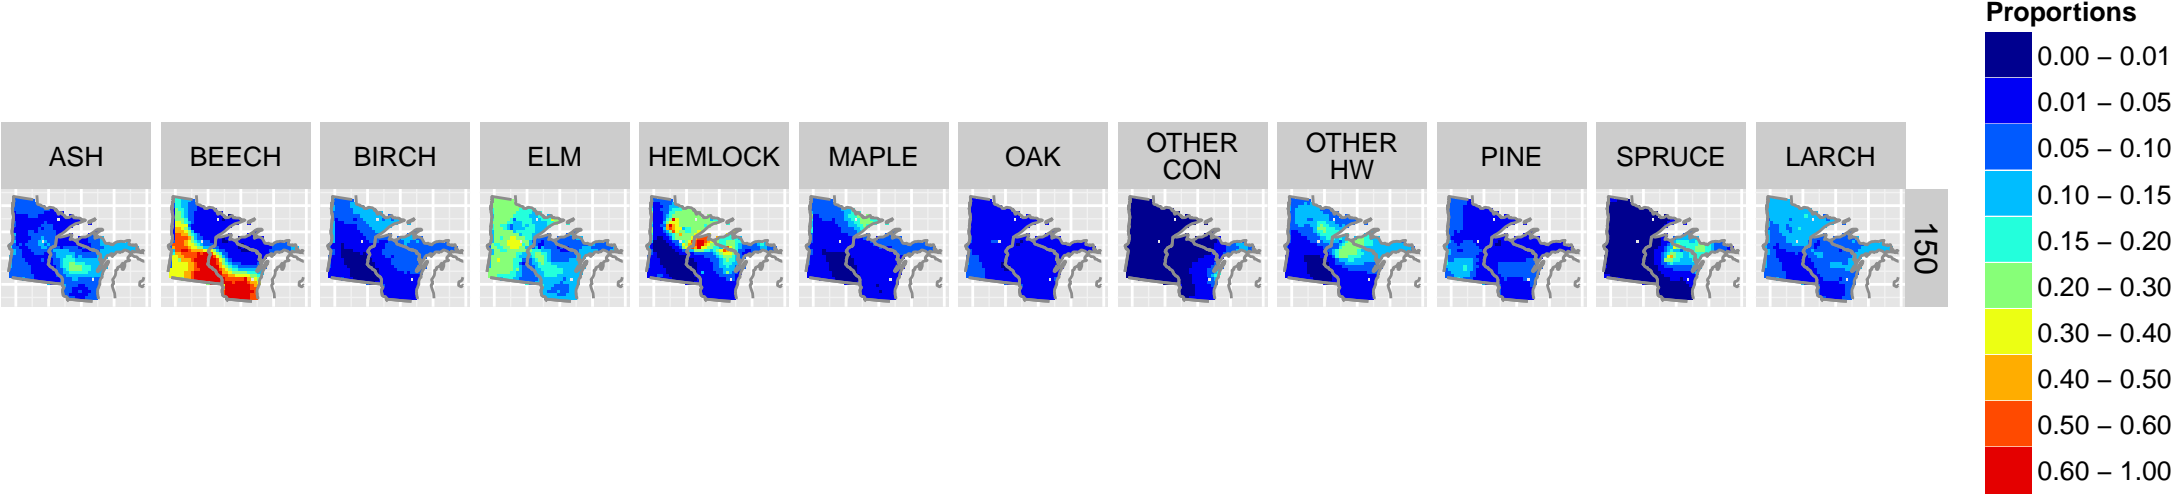 Proportions
0.00 – 0.01
0.01 – 0.05
0.05 – 0.10
0.10 – 0.15
0.15 – 0.20
0.20 – 0.30
0.30 – 0.40
0.40 – 0.50
0.50 – 0.60
0.60 – 1.00
ASH
BEECH
BIRCH
ELM
HEMLOCK
MAPLE
OAK
OTHER
CON
OTHER
HW
PINE
SPRUCE
LARCH
150